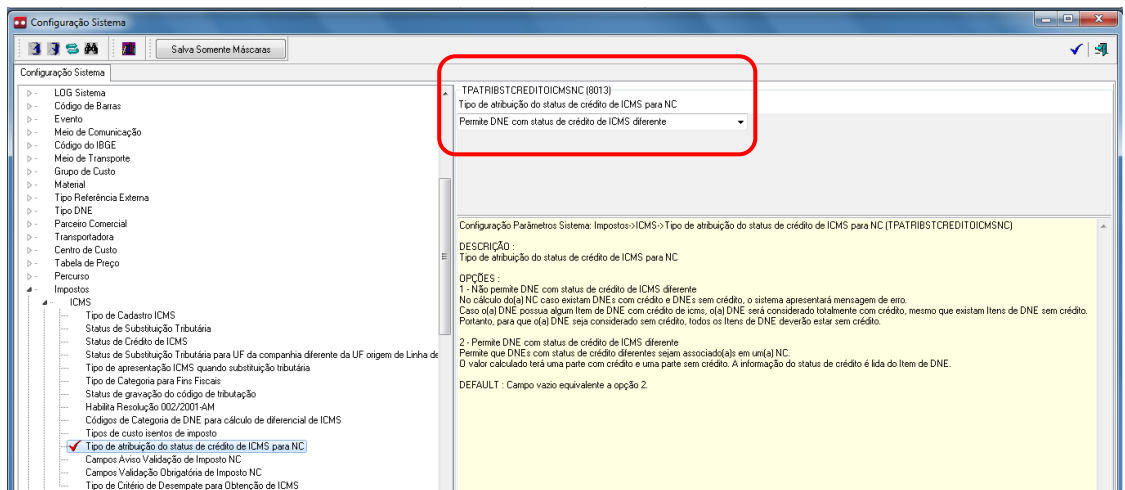 Configuração Sistema
Salva Somente Máscaras
Configuração Sistema
LOG Sistema
Código de Barras
Evento
Meio de Comunicação
Código do IBGE
Meio de Transporte
Grupo de Custo
Material
Tipo Referência Externa
Tipo DNE
Parceiro Comercial
Transportadora
Centro de Custo
Tabela de Preço
Percurso
Impostos
ICMS
Tipo de Cadastro ICMS
Status de Substituição Tributária
Status de Crédito de ICMS
Status de Substituição Tributária para UF da companhia diferente da UF origem de Linha de
Tipo de apresentação ICMS quando substituição tributária
Tipo de Categoria para Fins Fiscais
Status de gravação do código de tributação
Habilita Resolução 002/2001-AM
Códigos de Categoria de DNE para cálculo de diferencial de ICMS
Tipos de custo isentos de imposto
Tipo de atribuição do status de crédito de ICMS para NC
Campos Aviso Validação de Imposto NC
Campos Validação Obrigatória de Imposto NC
Tipo de Critério de Desempate para Obtenção de ICMS
TPATRIBSTCREDITOICMSNC (8013)
Tipo de atribuição do status de crédito de ICMS para NC
Permite DNE com status de crédito de ICMS diferente
Configuração Parâmetros Sistema: Impostos->ICMS->Tipo de atribuição do status de crédito de ICMS para NC (TPATRIBSTCREDITOICMSNC)
DESCRIÇÃO :
Tipo de atribuição do status de crédito de ICMS para NC
OPÇÕES :
1 - Não permite DNE com status de crédito de ICMS diferente
No cálculo do(a) NC caso existam DNEs com crédito e DNEs sem crédito, o sistema apresentará mensagem de erro.
Caso o(a) DNE possua algum Item de DNE com crédito de icms, o(a) DNE será considerado totalmente com crédito, mesmo que existam Itens de DNE sem crédito.
Portanto, para que o(a) DNE seja considerado sem crédito, todos os Itens de DNE deverão estar sem crédito.
2 - Permite DNE com status de crédito de ICMS diferente
Permite que DNEs com status de crédito diferentes sejam associado(a)s em um(a) NC.
O valor calculado terá uma parte com crédito e uma parte sem crédito. A informação do status de crédito é lida do Item de DNE.
DEFAULT : Campo vazio equivalente a opção 2.